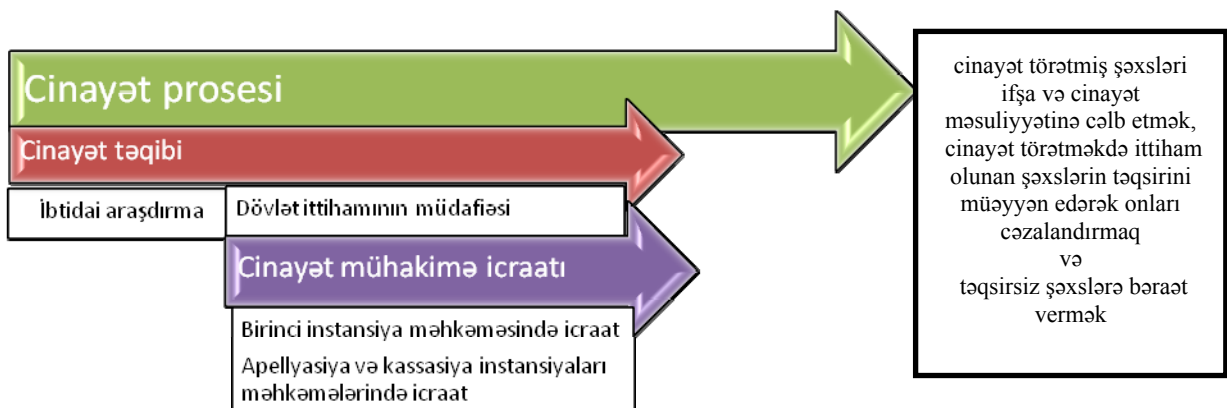 Cinayət prosesi
Cinayət təqibi
İbtidai araşdırma
Dövlət ittihamının müdafiəsi
Cinayət mühakimə icraatı
Birinci instansiya məhkəməsində icraat
Apellyasiya və kassasiya instansiyaları
məhkəmələrində icraat
cinayət törətmiş şəxsləri
ifşa və cinayət
məsuliyyətinə cəlb etmək,
cinayət törətməkdə ittiham
olunan şəxslərin təqsirini
müəyyən edərək onları
cəzalandırmaq
və
təqsirsiz şəxslərə bəraət
vermək